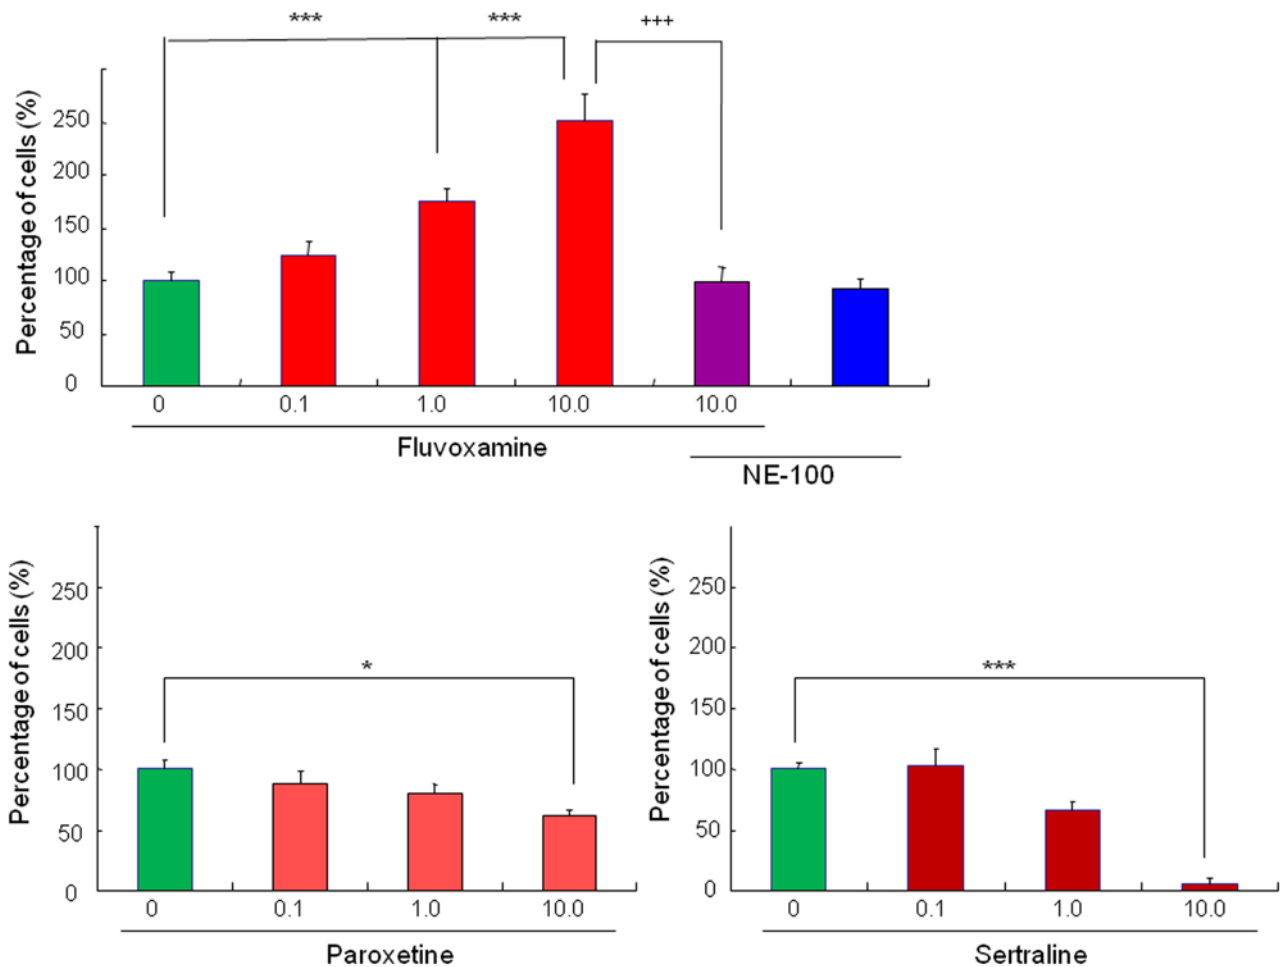 *** *** +++
Percentage of cells (%)
250
200
150
100
50
0
0 0.1 1.0 10.0 10.0
Fluvoxamine
NE-100
Percentage of cells (%)
250
200
150
100
50
0
*
0 0.1 1.0 10.0
Paroxetine
Percentage of cells (%)
250
200
150
100
50
0
***
0 0.1 1.0 10.0
Sertraline